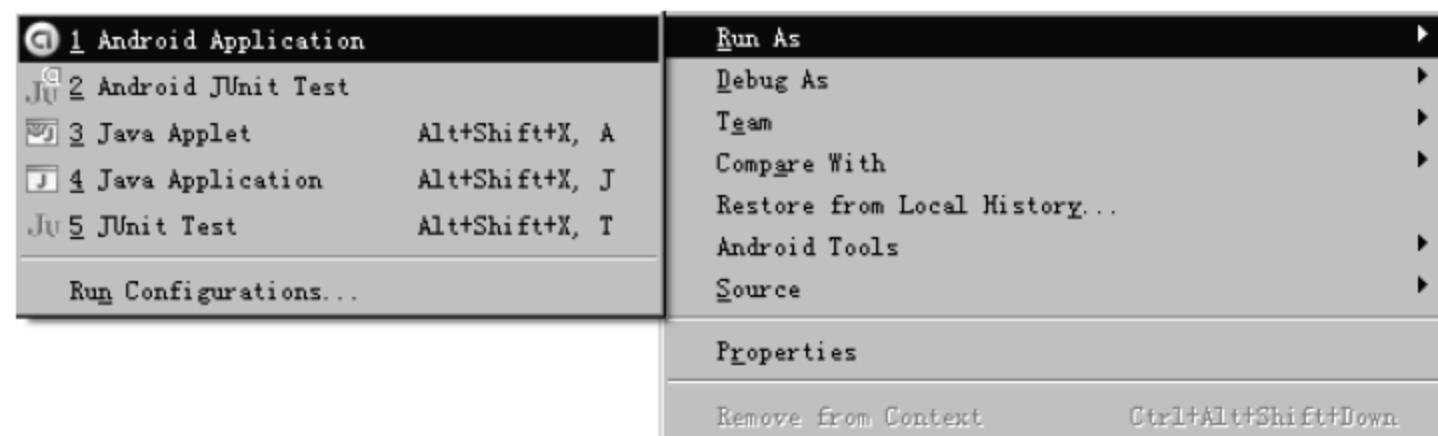 1 Android Application
2 Android JUnit Test
3 Java Applet Alt+Shift+X, A
4 Java Application Alt+Shift+X, J
5 JUnit Test Alt+Shift+X, T
Run Configurations...
Run As
Debug As
Team
Compare With
Restore from Local History...
Android Tools
Source
Properties
Remove from Context Ctrl+Alt+Shift+Down